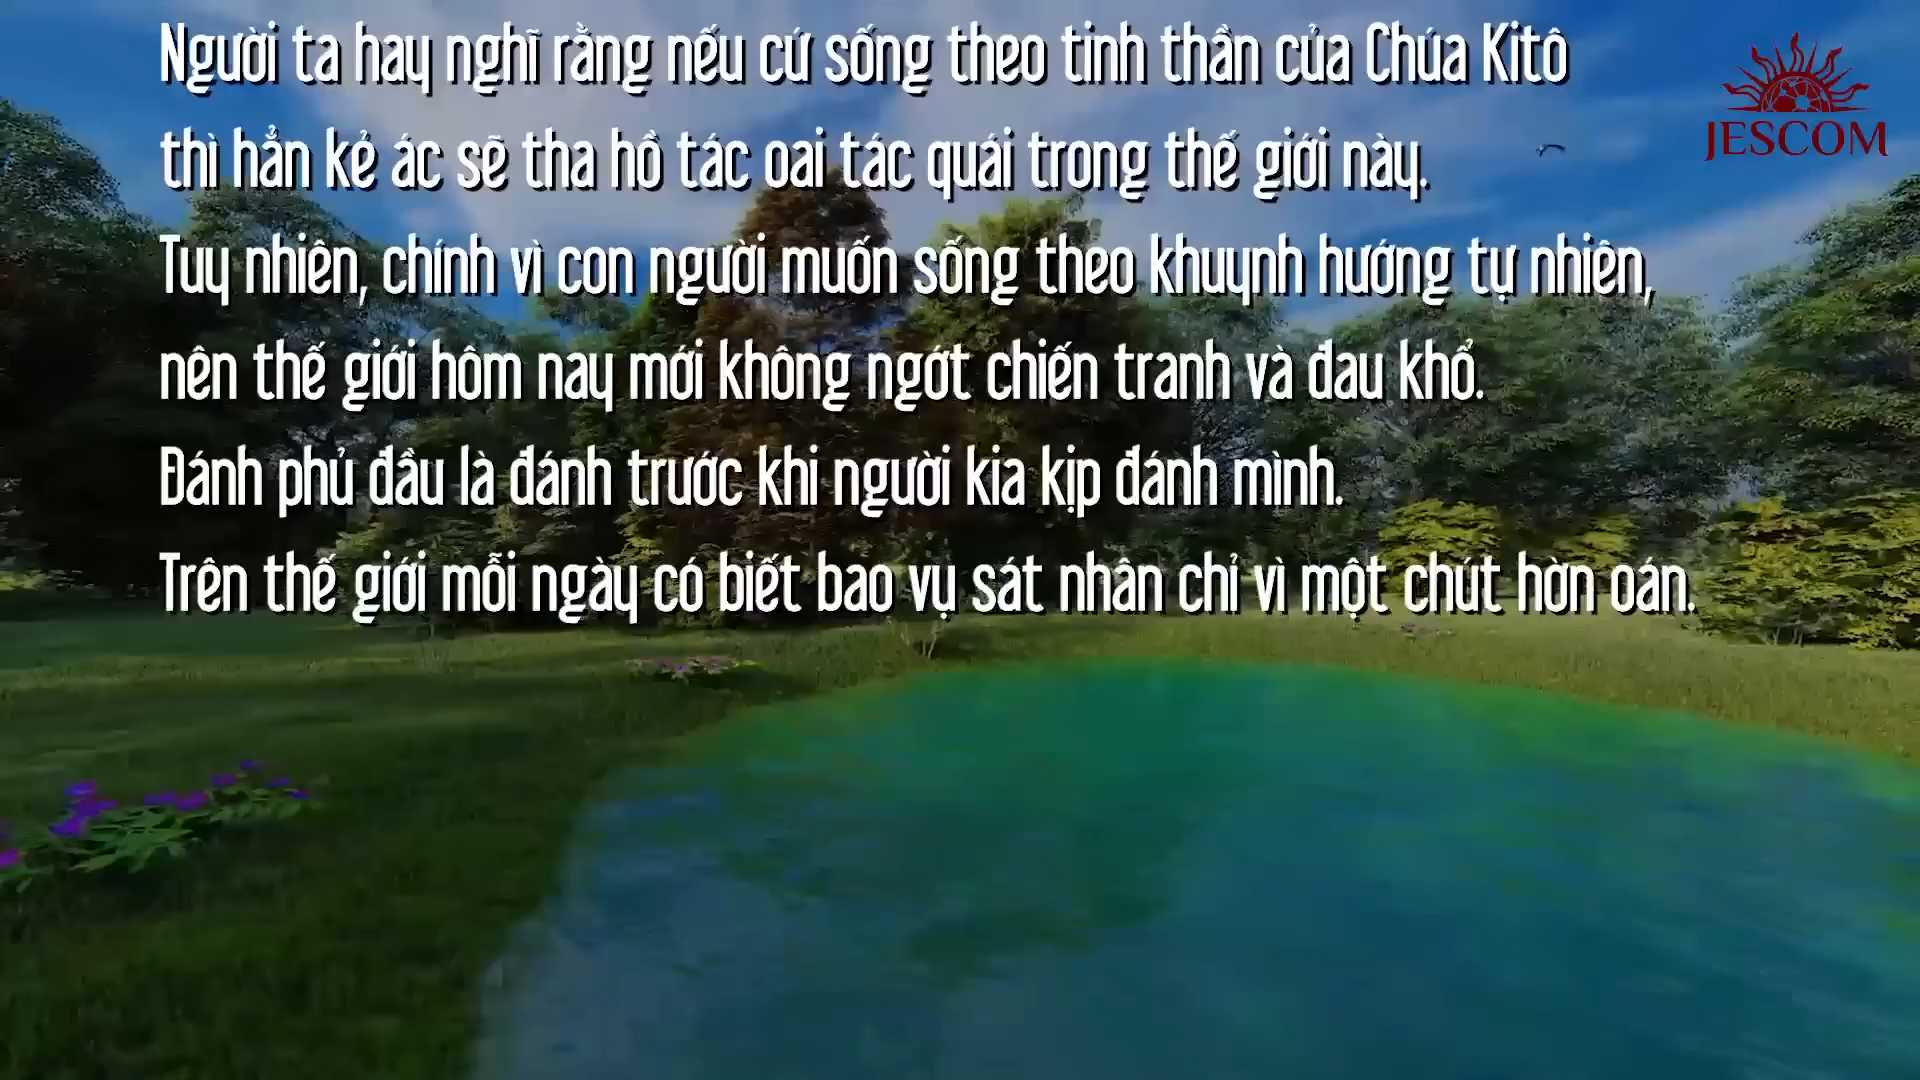 Người ta hay nghĩ rằng nếu cứ sống theo tinh thần của Chúa Kitô
thì hẳn kẻ ác sẽ tha hồ tác oai tác quái trong thế giới này.
Tuy nhiên, chính vì con người muốn sống theo khuynh hướng tự nhiên,
nên thế giới hôm nay mới không ngớt chiến tranh và đau khổ.
Đánh phủ đầu là đánh trước khi người kia kịp đánh mình.
Trên thế giới mỗi ngày có biết bao vụ sát nhân chỉ vì một chút hờn oán.
JESCOM